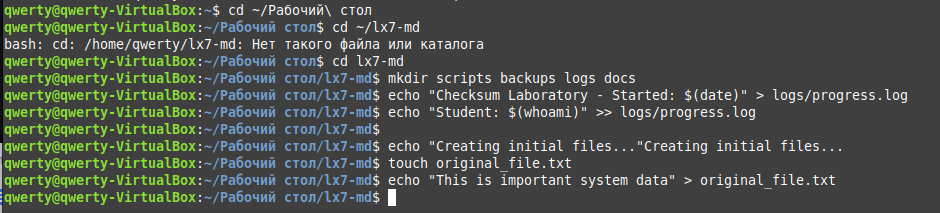 qwerty@qwerty-VirtualBox:~$ cd ~/Рабочий\ стол
qwerty@qwerty-VirtualBox:~/Рабочий стол$ cd ~/lx7-md
bash: cd: /home/qwerty/lx7-md: Нет такого файла или каталога
qwerty@qwerty-VirtualBox:~/Рабочий стол$ cd lx7-md
qwerty@qwerty-VirtualBox:~/Рабочий стол/lx7-md$ mkdir scripts backups logs docs
qwerty@qwerty-VirtualBox:~/Рабочий стол/lx7-md$ echo "Checksum Laboratory - Started: $(date)" > logs/progress.log
qwerty@qwerty-VirtualBox:~/Рабочий стол/lx7-md$ echo "Student: $(whoami)" >> logs/progress.log
qwerty@qwerty-VirtualBox:~/Рабочий стол/lx7-md$
qwerty@qwerty-VirtualBox:~/Рабочий стол/lx7-md$ echo "Creating initial files..."Creating initial files...
qwerty@qwerty-VirtualBox:~/Рабочий стол/lx7-md$ touch original_file.txt
qwerty@qwerty-VirtualBox:~/Рабочий стол/lx7-md$ echo "This is important system data" > original_file.txt
qwerty@qwerty-VirtualBox:~/Рабочий стол/lx7-md$